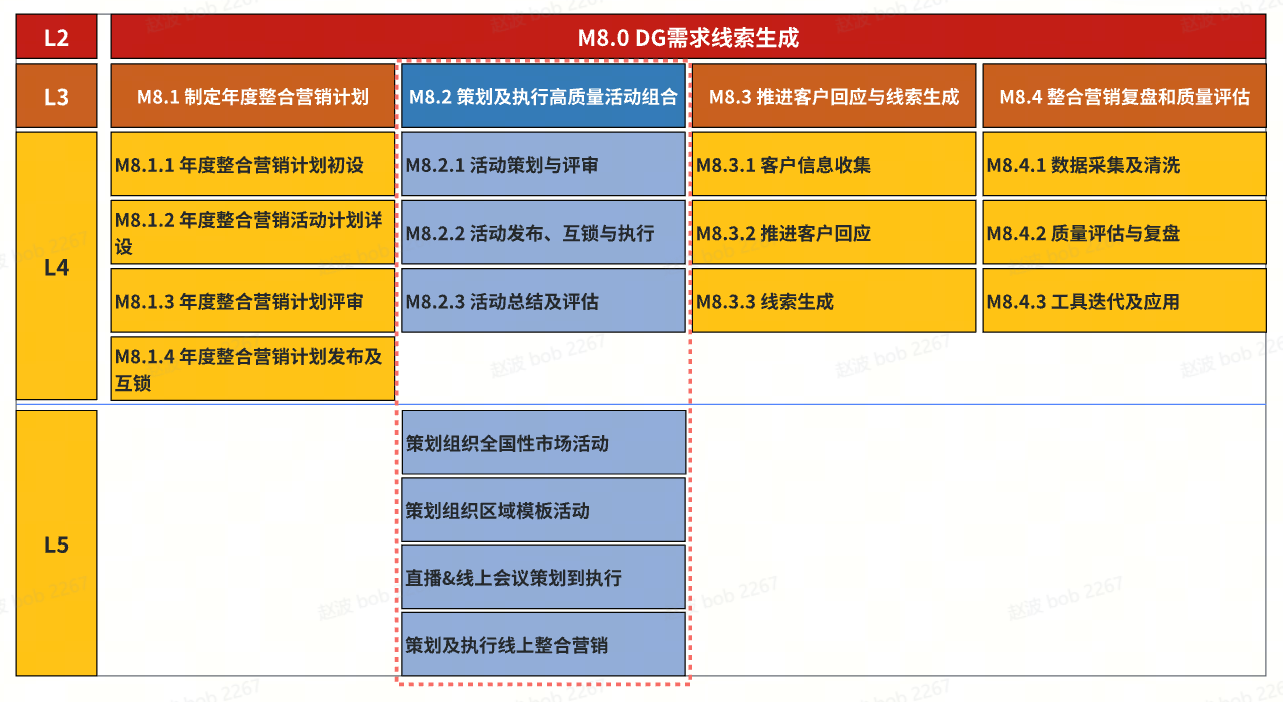 L2
M8.0 DG需求线索生成
L3
M8.1 制定年度整合营销计划
M8.2 策划及执行高质量活动组合
M8.3 推进客户回应与线索生成
M8.4 整合营销复盘和质量评估
L4
M8.1.1 年度整合营销计划初设
M8.2.1 活动策划与评审
M8.3.1 客户信息收集
M8.4.1 数据采集及清洗
M8.1.2 年度整合营销活动计划详
设
M8.2.2 活动发布、互锁与执行
M8.3.2 推进客户回应
M8.4.2 质量评估与复盘
M8.1.3 年度整合营销计划评审
M8.2.3 活动总结及评估
M8.3.3 线索生成
M8.4.3 工具迭代及应用
M8.1.4 年度整合营销计划发布及
互锁
L5
策划组织全国性市场活动
策划组织区域模板活动
直播&线上会议策划到执行
策划及执行线上整合营销
赵波 bob 2267